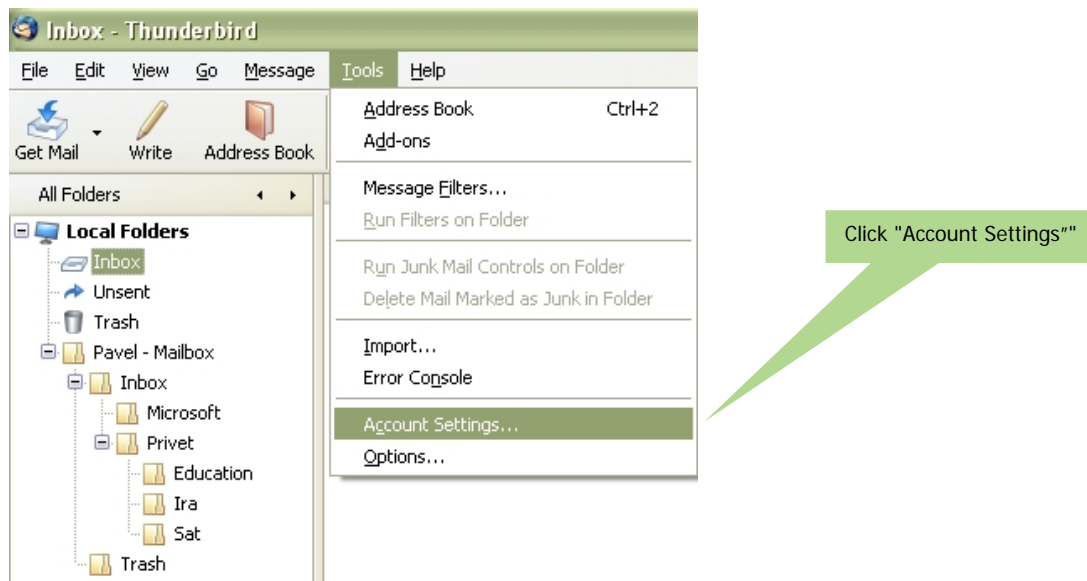 Inbox - Thunderbird
File Edit View Go Message Tools Help
Get Mail Write Address Book
All Folders
Local Folders
Inbox
Unsent
Trash
Pavel - Mailbox
Inbox
Microsoft
Privet
Education
Ira
Sat
Trash
Address Book Ctrl+2
Add-ons
Message Filters...
Run Filters on Folder
Run Junk Mail Controls on Folder
Delete Mail Marked as Junk in Folder
Import...
Error Console
Account Settings...
Options...
Click "Account Settings”"